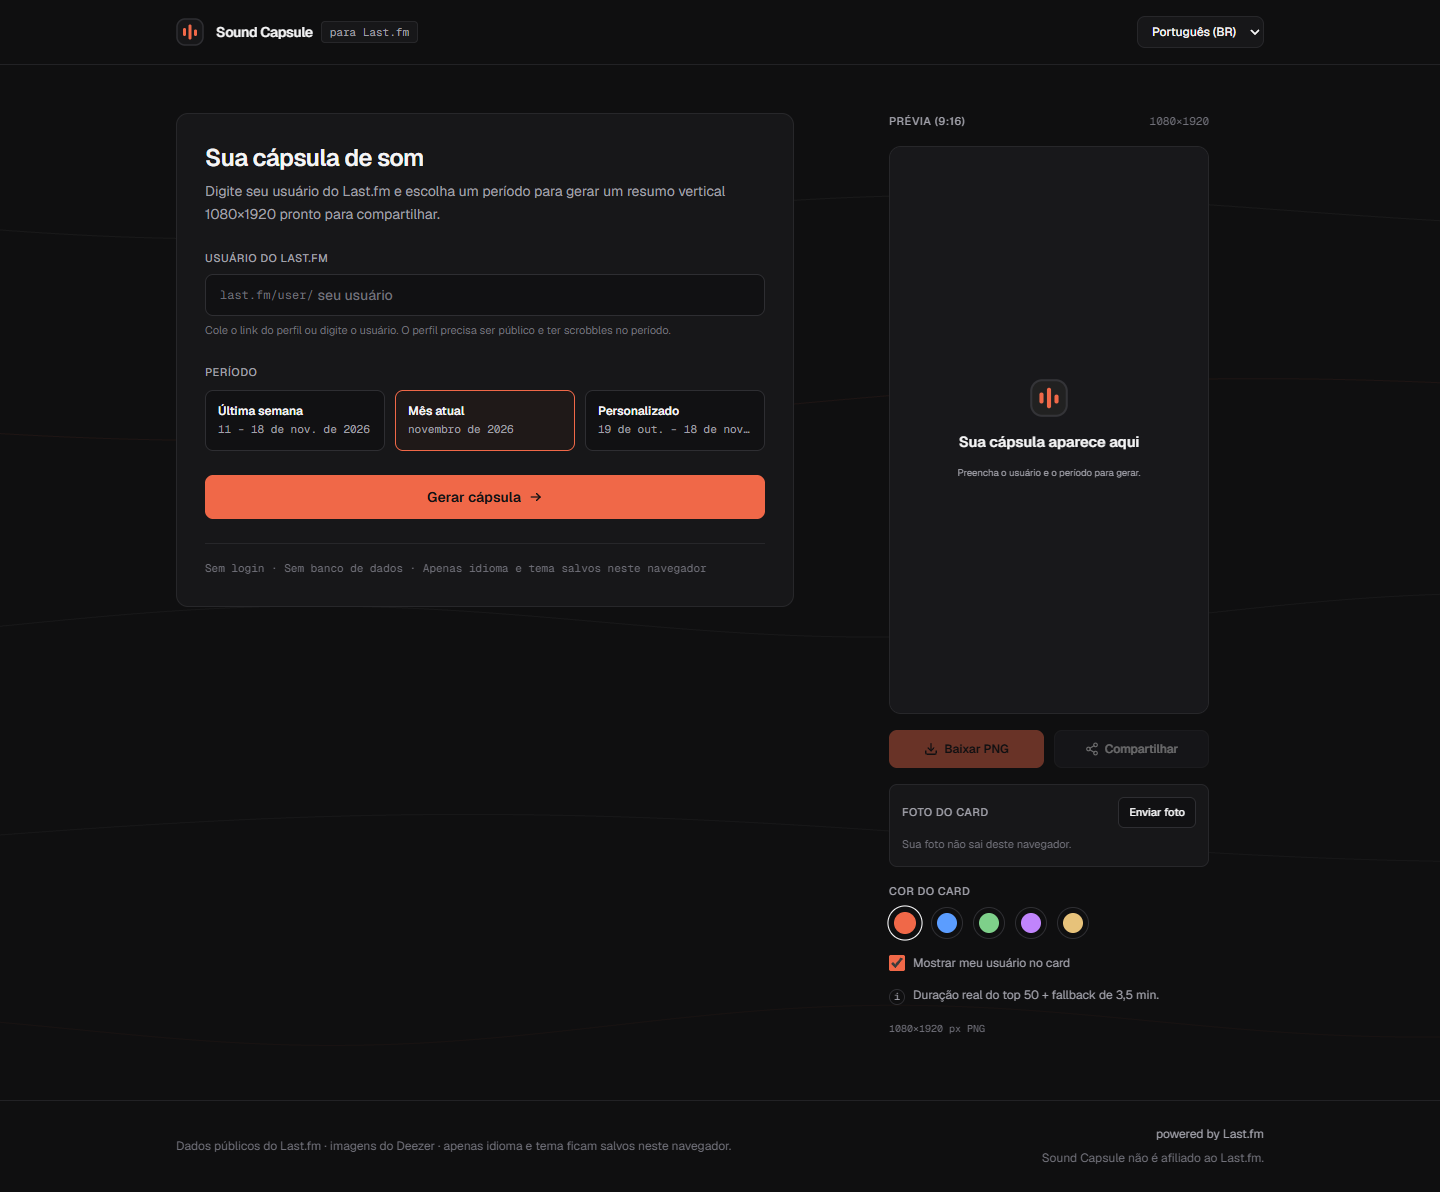 Sound Capsule
para Last.fm
Português (BR)
Sua cápsula de som
Digite seu usuário do Last.fm e escolha um período para gerar um resumo vertical
1080×1920 pronto para compartilhar.
USUÁRIO DO LAST.FM
last.fm/user/ seu usuário
Cole o link do perfil ou digite o usuário. O perfil precisa ser público e ter scrobbles no período.
PERÍODO
Última semana
11 – 18 de nov. de 2026
Mês atual
novembro de 2026
Personalizado
19 de out. – 18 de nov…
Gerar cápsula →
Sem login · Sem banco de dados · Apenas idioma e tema salvos neste navegador
PRÉVIA (9:16)
1080×1920
Sua cápsula aparece aqui
Preencha o usuário e o período para gerar.
Baixar PNG
Compartilhar
FOTO DO CARD
Enviar foto
Sua foto não sai deste navegador.
COR DO CARD
Mostrar meu usuário no card
i Duração real do top 50 + fallback de 3,5 min.
1080×1920 px PNG
Dados públicos do Last.fm · imagens do Deezer · apenas idioma e tema ficam salvos neste navegador.
powered by Last.fm
Sound Capsule não é afiliado ao Last.fm.